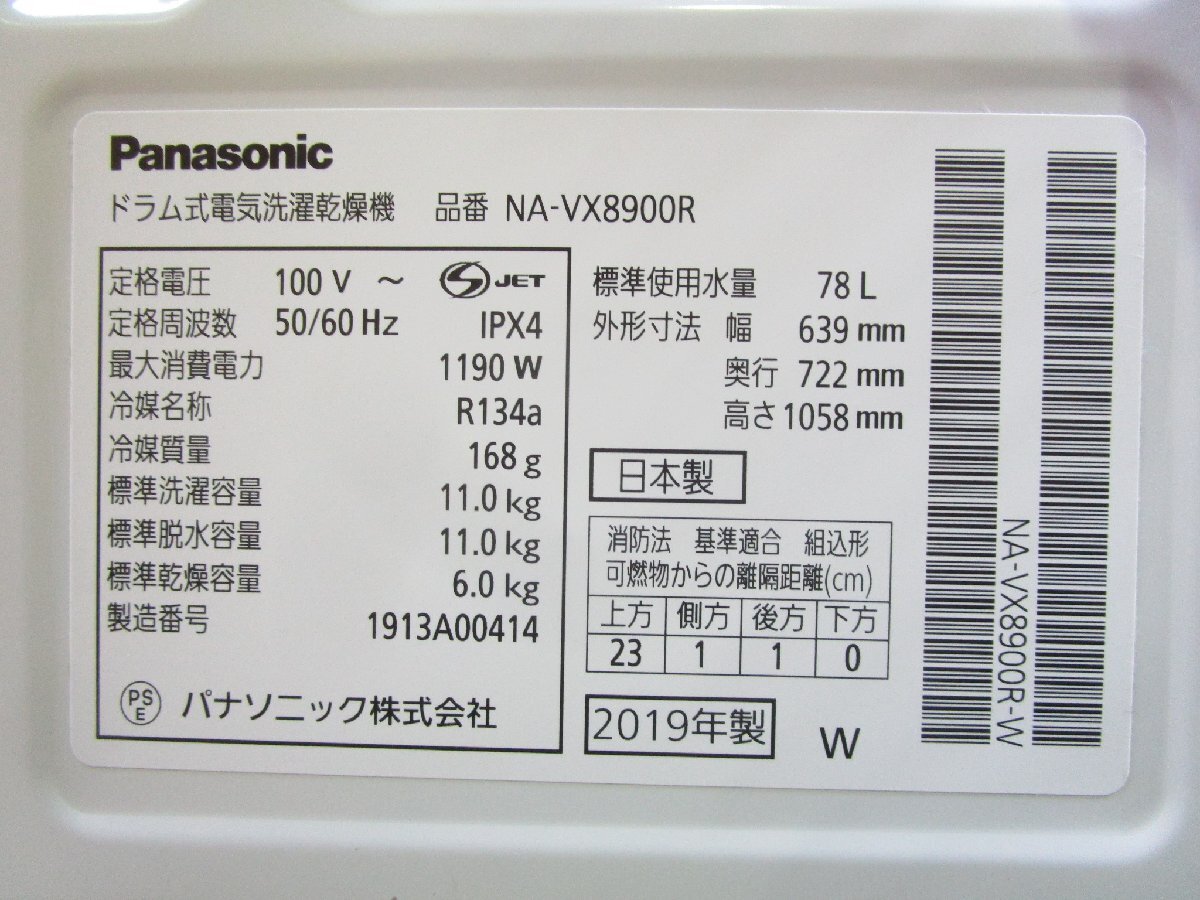 Panasonic
ドラム式電気洗濯乾燥機 品番 NA-VX8900R
定格電圧 100 V ～ S JET
定格周波数 50/60 Hz IPX4
最大消費電力 1190 W
冷媒名称 R134a
冷媒質量 168 g
標準洗濯容量 11.0 kg
標準脱水容量 11.0 kg
標準乾燥容量 6.0 kg
製造番号 1913A00414
PS E パナソニック株式会社
標準使用水量 78 L
外形寸法 幅 639 mm
奥行 722 mm
高さ 1058 mm
日本製
消防法 基準適合 組込形
可燃物からの離隔距離(cm)
上方 側方 後方 下方
23 1 1 0
2019年製 W
NA-VX8900R-W